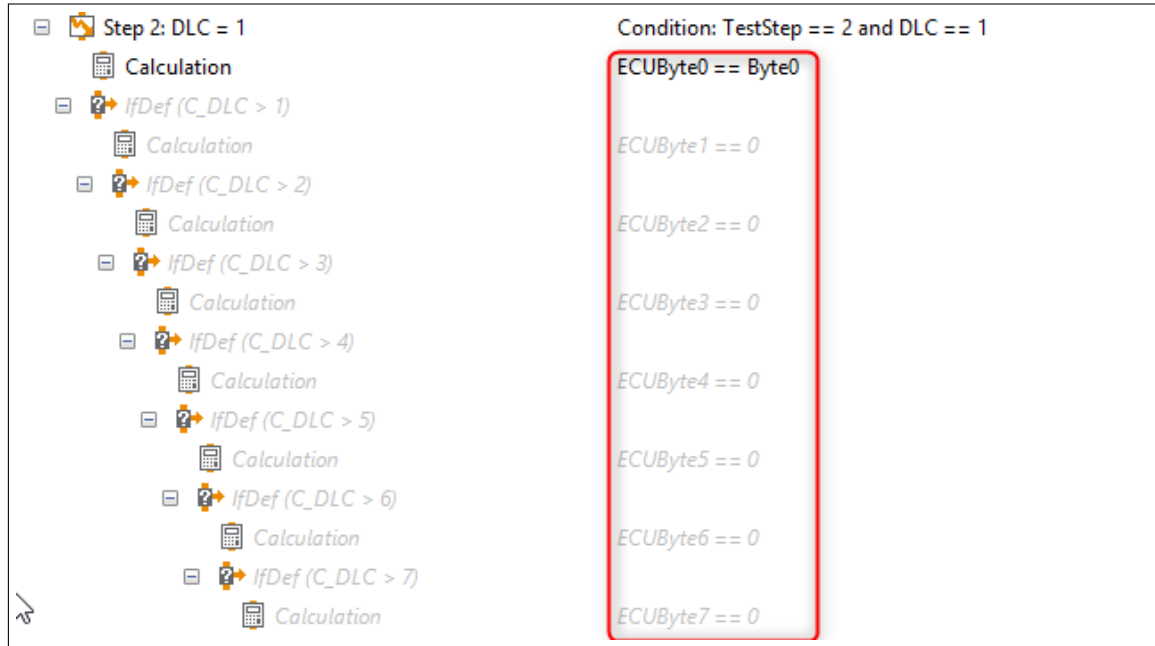 Step 2: DLC = 1 Condition: TestStep == 2 and DLC == 1
Calculation ECUByte0 == Byte0
IfDef (C_DLC > 1)
Calculation ECUByte1 == 0
IfDef (C_DLC > 2)
Calculation ECUByte2 == 0
IfDef (C_DLC > 3)
Calculation ECUByte3 == 0
IfDef (C_DLC > 4)
Calculation ECUByte4 == 0
IfDef (C_DLC > 5)
Calculation ECUByte5 == 0
IfDef (C_DLC > 6)
Calculation ECUByte6 == 0
IfDef (C_DLC > 7)
Calculation ECUByte7 == 0